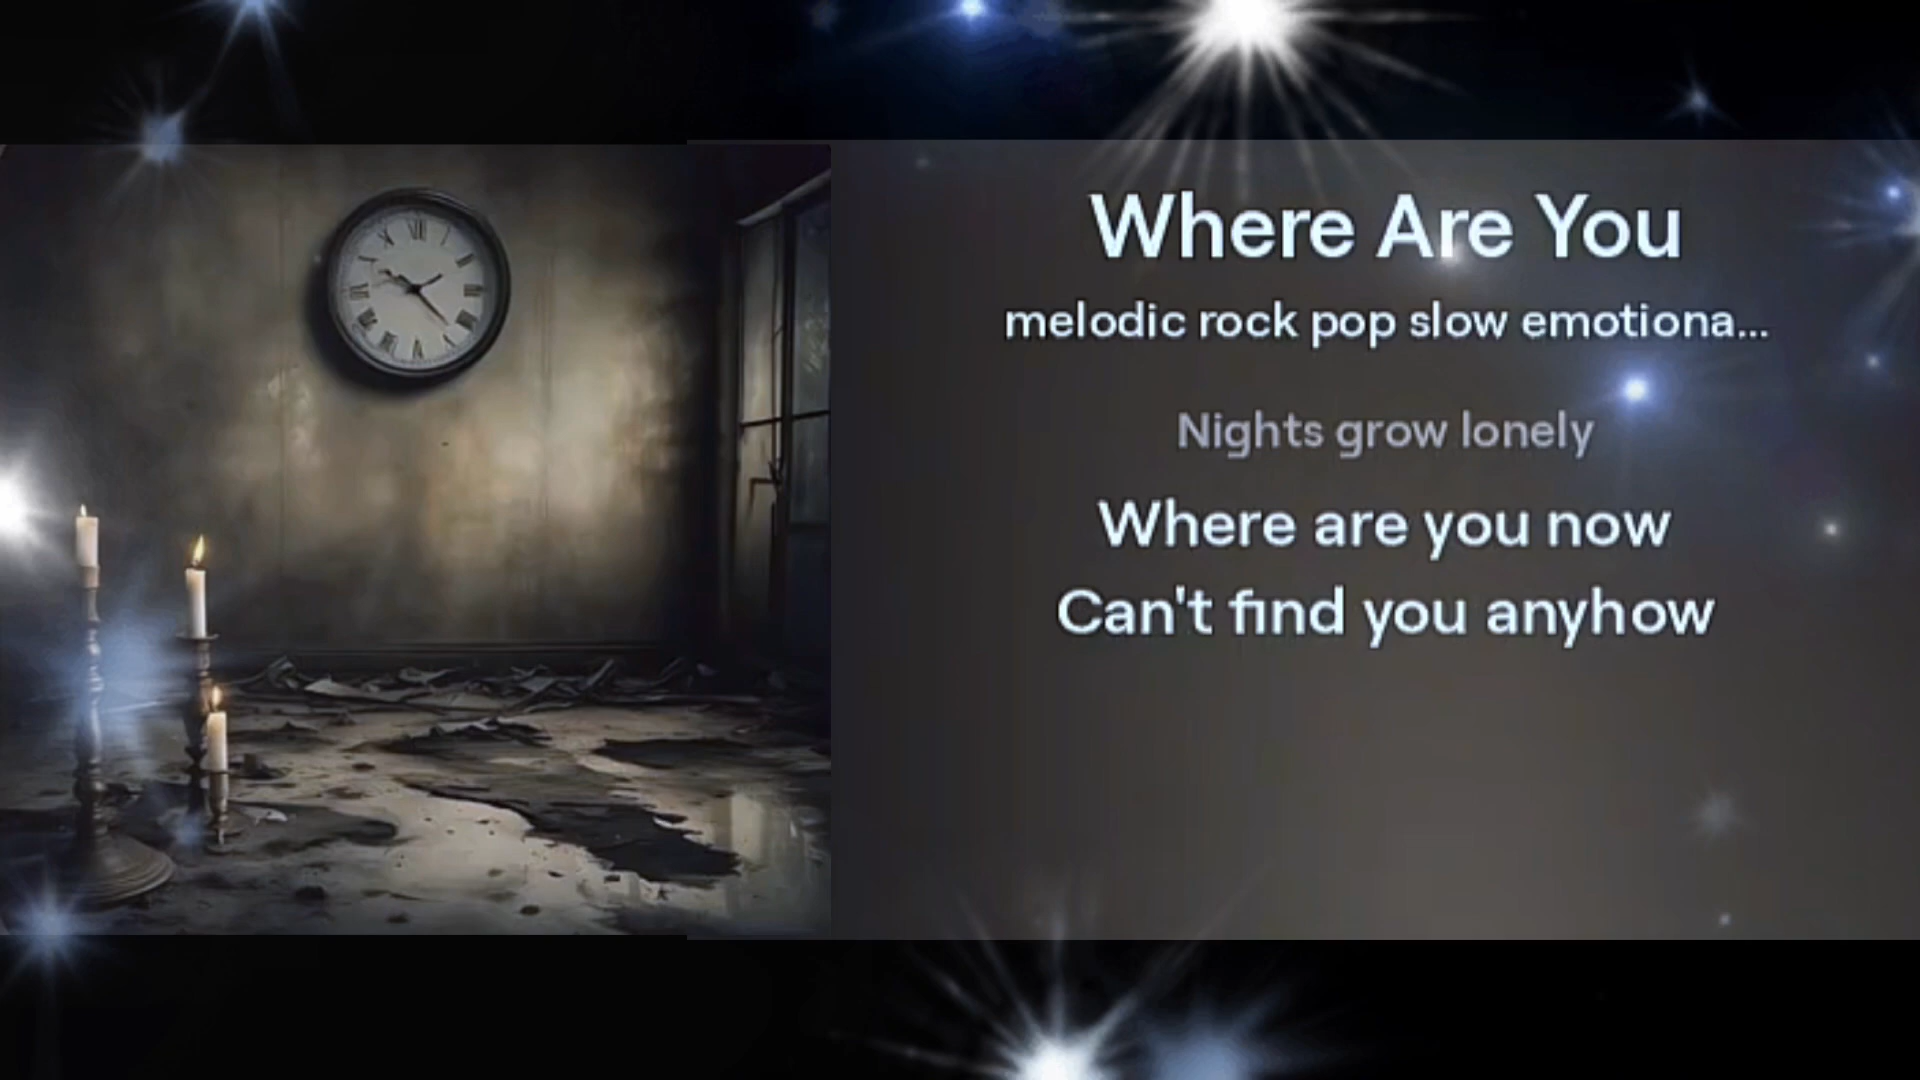 Where Are You
melodic rock pop slow emotiona...
Nights grow lonely
Where are you now
Can't find you anyhow